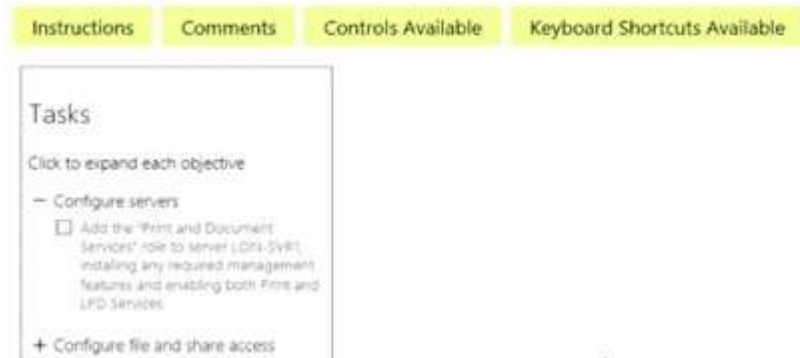 Instructions Comments Controls Available Keyboard Shortcuts Available
Tasks
Click to expand each objective
− Configure servers
Add the "Print and Document
Services" role to server LON-SVR1,
installing any required management
features and enabling both Print and
LPD Services
+ Configure file and share access